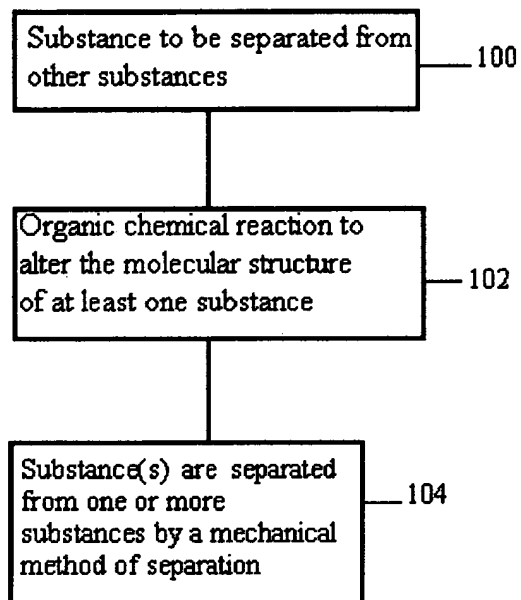 Substance to be separated from
other substances
100
Organic chemical reaction to
alter the molecular structure
of at least one substance
102
Substance(s) are separated
from one or more
substances by a mechanical
method of separation
104